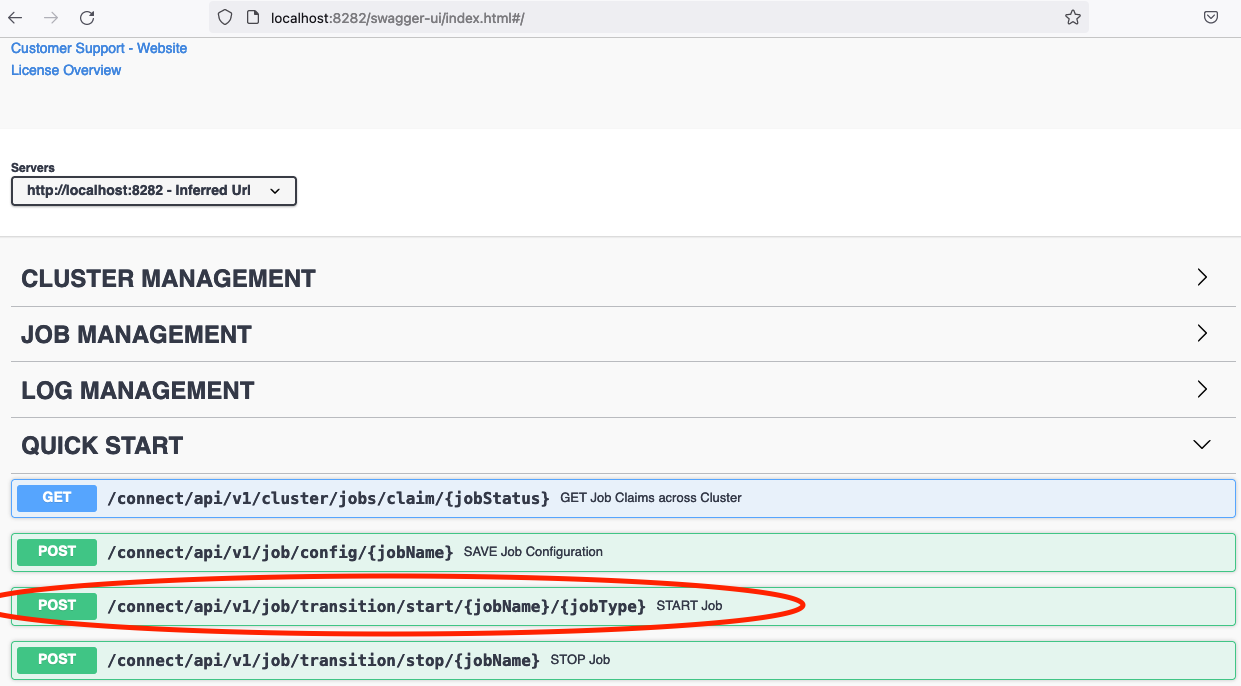 localhost:8282/swagger-ui/index.html#/
Customer Support - Website
License Overview
Servers
http://localhost:8282 - Inferred Url
CLUSTER MANAGEMENT
JOB MANAGEMENT
LOG MANAGEMENT
QUICK START
GET /connect/api/v1/cluster/jobs/claim/{jobStatus} GET Job Claims across Cluster
POST /connect/api/v1/job/config/{jobName} SAVE Job Configuration
POST /connect/api/v1/job/transition/start/{jobName}/{jobType} START Job
POST /connect/api/v1/job/transition/stop/{jobName} STOP Job